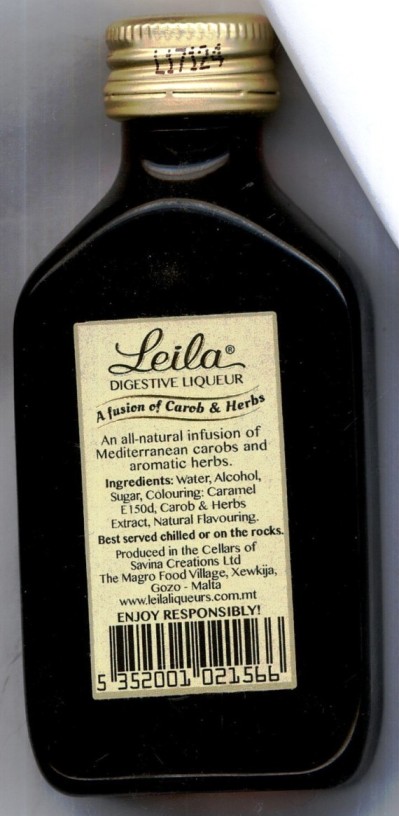 L17124
Leila®
DIGESTIVE LIQUEUR
A fusion of Carob & Herbs
An all-natural infusion of
Mediterranean carobs and
aromatic herbs.
Ingredients: Water, Alcohol,
Sugar, Colouring: Caramel
E150d, Carob & Herbs
Extract, Natural Flavouring.
Best served chilled or on the rocks.
Produced in the Cellars of
Savina Creations Ltd
The Magro Food Village, Xewkija,
Gozo - Malta
www.leilaliqueurs.com.mt
ENJOY RESPONSIBLY!
5 352001 021566